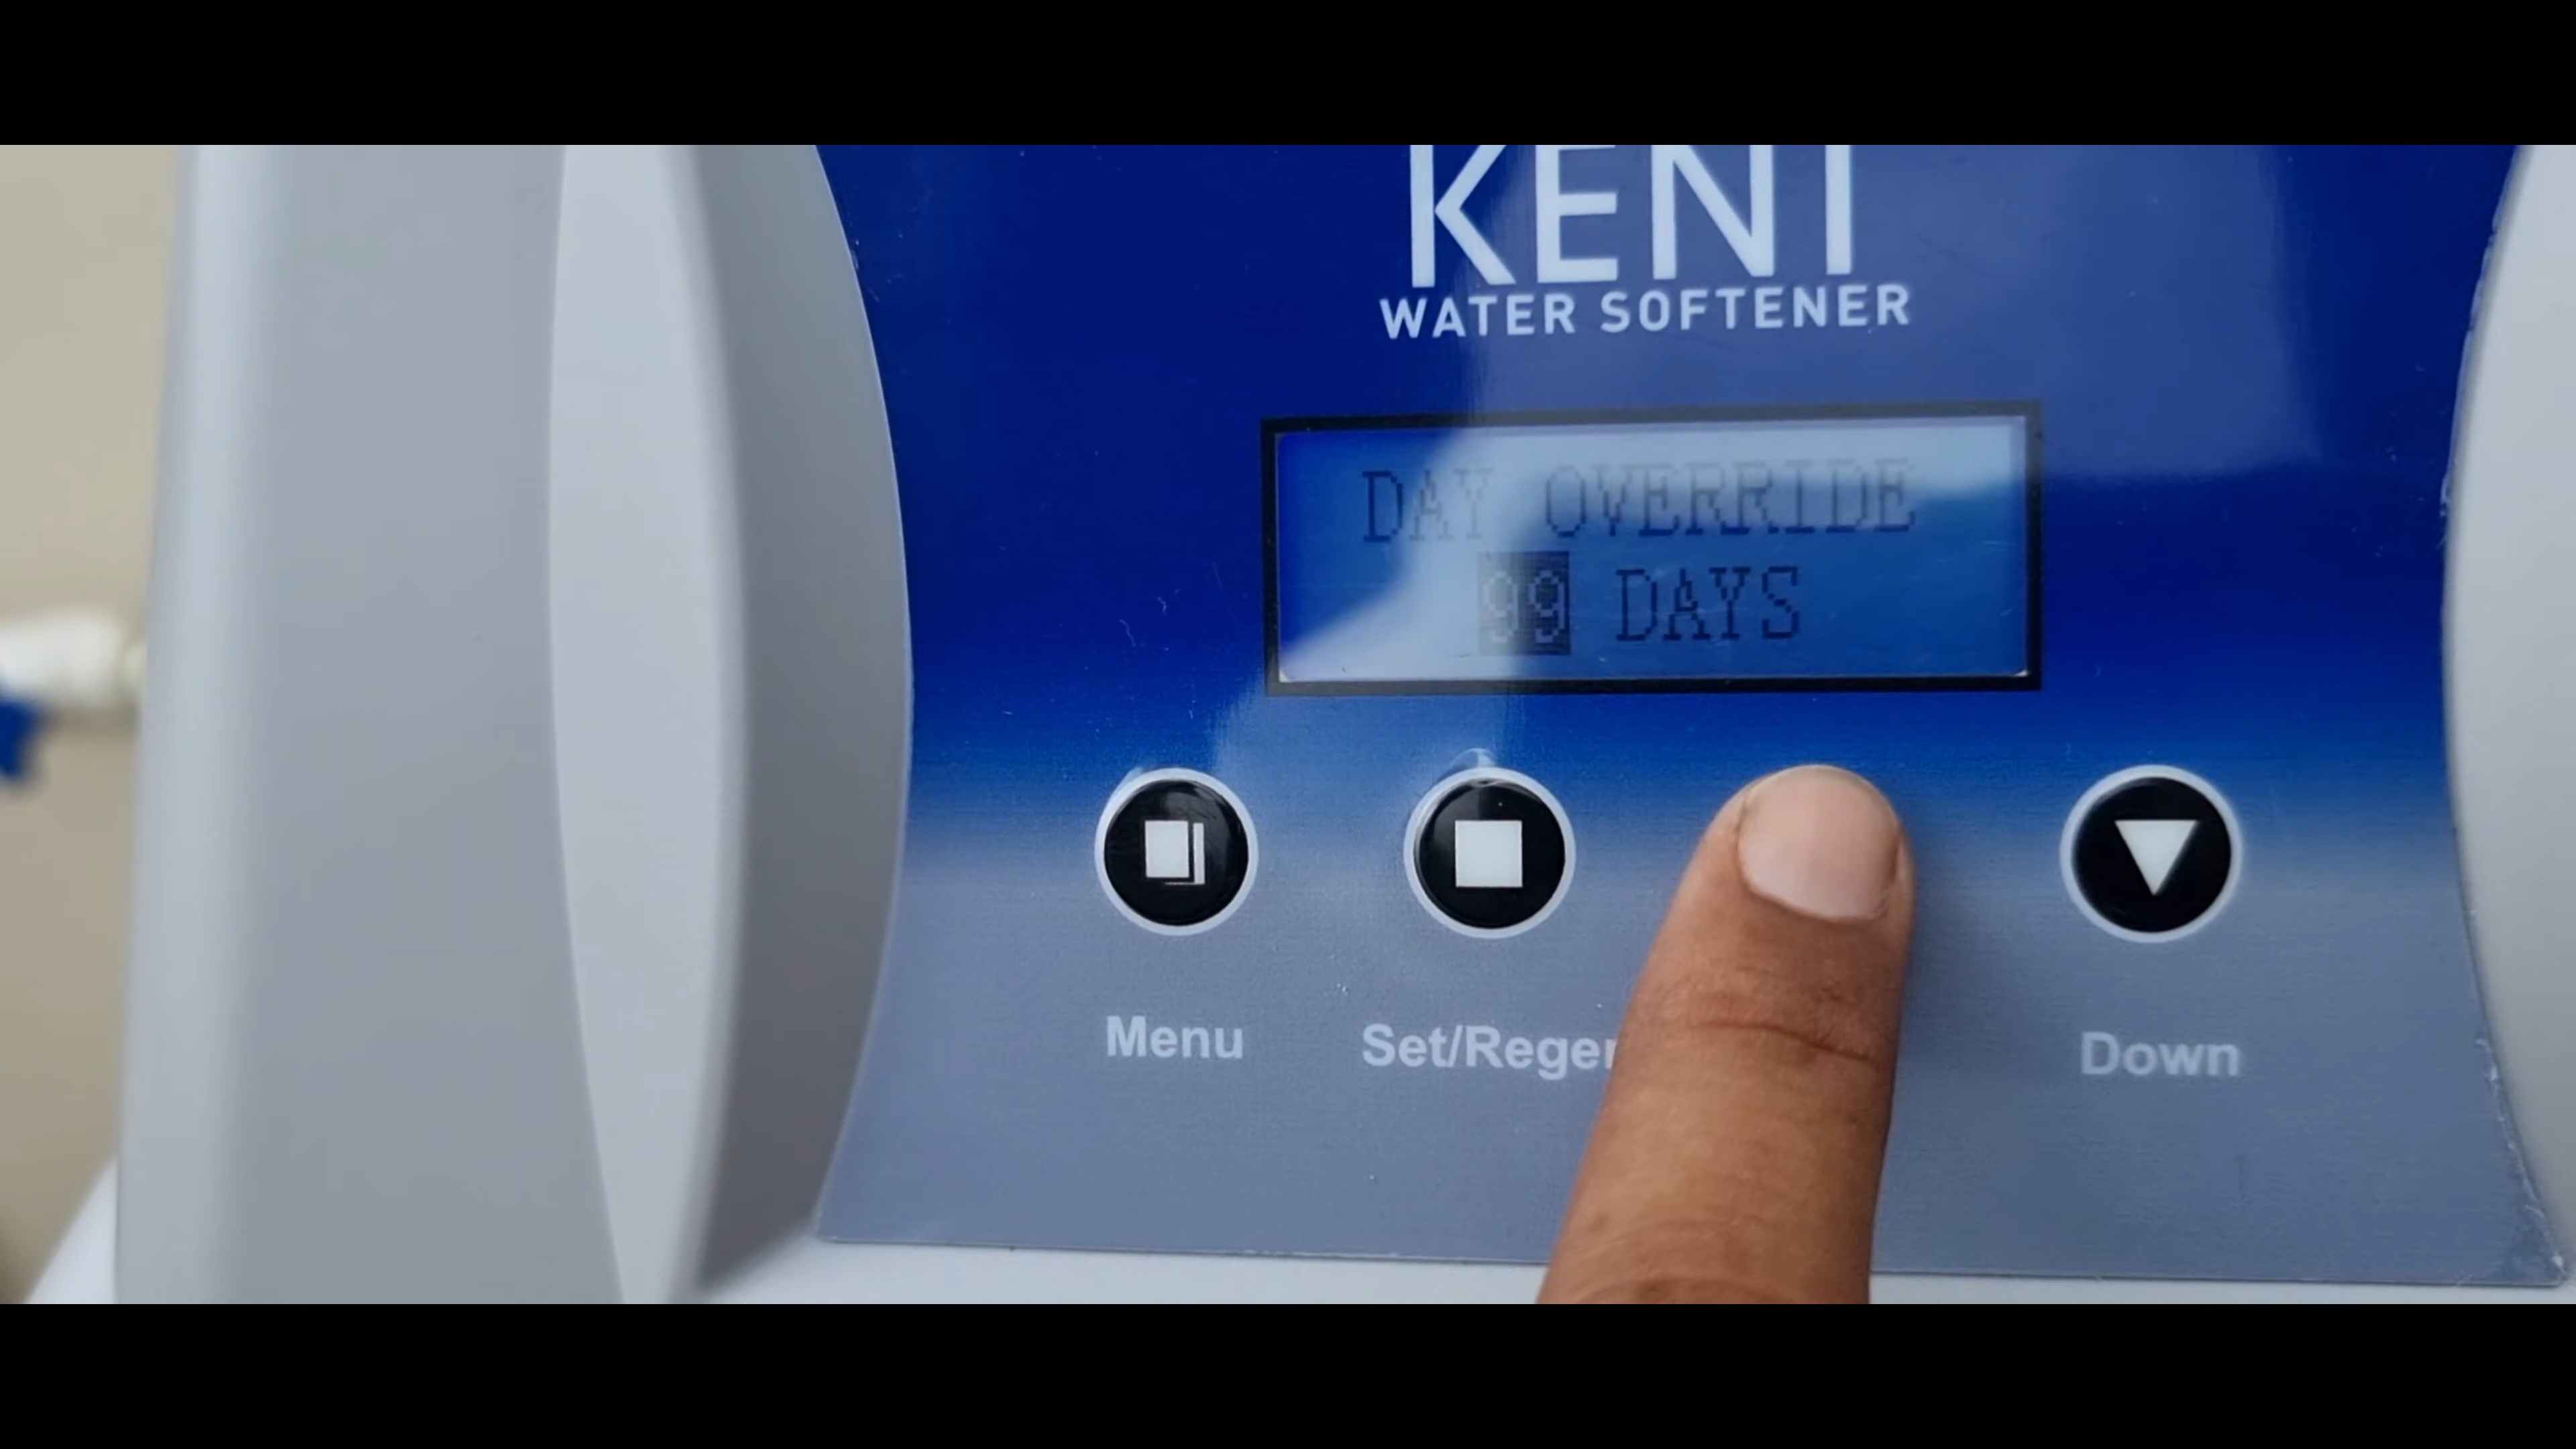 KENT
WATER SOFTENER
DAY OVERRIDE
99 DAYS
Menu
Set/Regen
Down